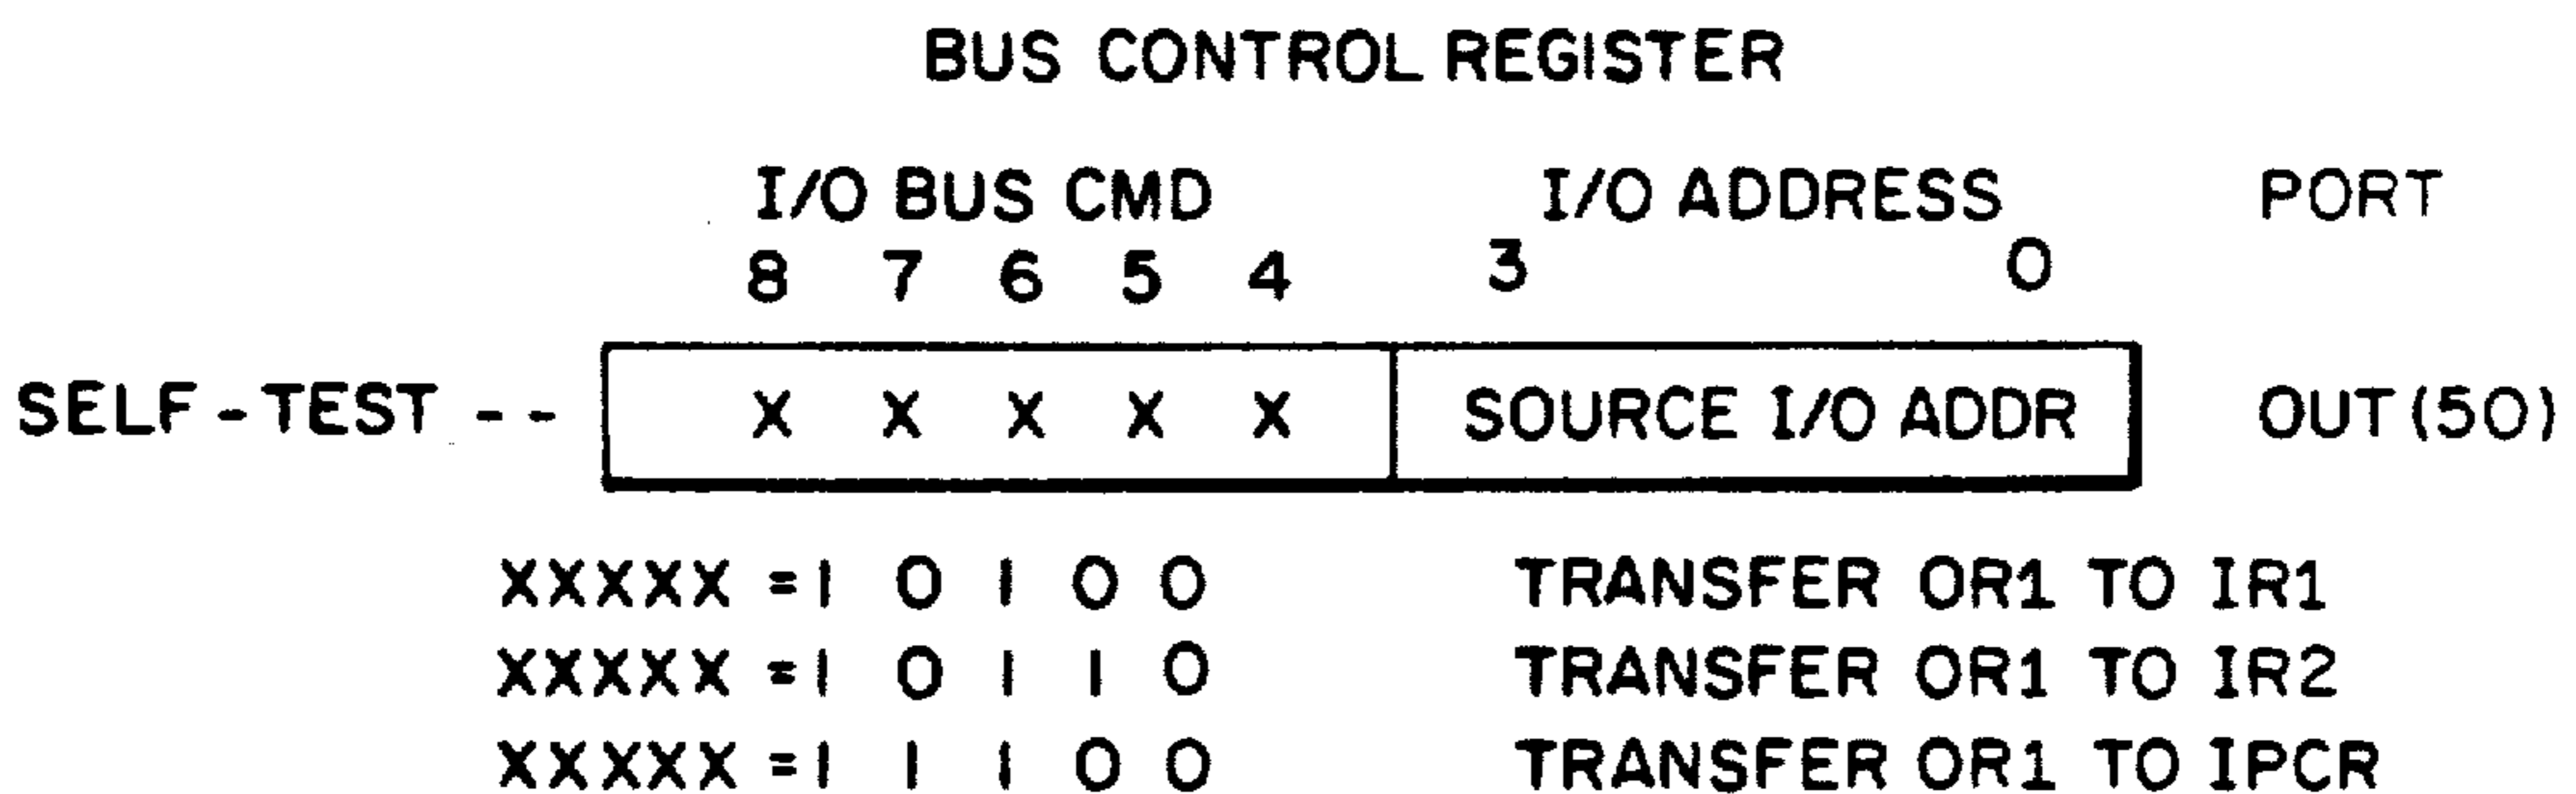 BUS CONTROL REGISTER
I/O BUS CMD I/O ADDRESS PORT
8 7 6 5 4 3 0
SELF-TEST -- X X X X X SOURCE I/O ADDR OUT(50)
XXXXX =1 0 1 0 0 TRANSFER OR1 TO IR1
XXXXX =1 0 1 1 0 TRANSFER OR1 TO IR2
XXXXX =1 1 1 0 0 TRANSFER OR1 TO IPCR